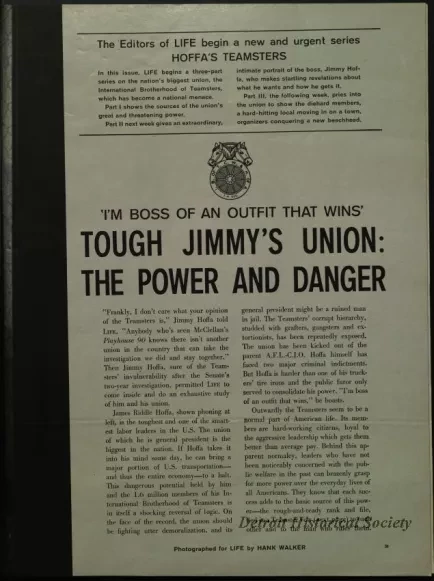 The Editors of LIFE begin a new and urgent series
HOFFA'S TEAMSTERS
In this issue, LIFE begins a three-part
series on the nation's biggest union, the
International Brotherhood of Teamsters,
which has become a national menace.
Part I shows the sources of the union's
great and threatening power.
Part II next week gives an extraordinary,
intimate portrait of the boss, Jimmy Hof-
fa, who makes startling revelations about
what he wants and how he gets it.
Part III, the following week, pries into
the union to show the diehard members,
a hard-hitting local moving in on a town,
organizers conquering a new beachhead.
'I'M BOSS OF AN OUTFIT THAT WINS'
TOUGH JIMMY'S UNION:
THE POWER AND DANGER
"Frankly, I don't care what your opinion
of the Teamsters is," Jimmy Hoffa told
LIFE. "Anybody who's seen McClellan's
Playhouse 90 knows there isn't another
union in the country that can take the
investigation we did and stay together."
Then Jimmy Hoffa, sure of the Team-
sters' invulnerability after the Senate's
two-year investigation, permitted LIFE to
come inside and do an exhaustive study
of him and his union.
James Riddle Hoffa, shown phoning at
left, is the toughest and one of the smart-
est labor leaders in the U.S. The union
of which he is general president is the
biggest in the nation. If Hoffa takes it
into his mind some day, he can bring a
major portion of U.S. transportation—
and thus the entire economy—to a halt.
This dangerous potential held by him
and the 1.6 million members of his In-
ternational Brotherhood of Teamsters is
in itself a shocking reversal of logic. On
the face of the record, the union should
be fighting utter demoralization, and its
general president might be a ruined man
in jail. The Teamsters' corrupt hierarchy,
studded with grafters, gangsters and ex-
tortionists, has been repeatedly exposed.
The union has been kicked out of the
parent A.F.L.-C.I.O. Hoffa himself has
faced two major criminal indictments.
But Hoffa is harder than one of his truck-
ers' tire irons and the public furor only
served to consolidate his power. "I'm boss
of an outfit that wins," he boasts.
Outwardly the Teamsters seem to be a
normal part of American life. Its mem-
bers are hard-working citizens, loyal to
the aggressive leadership which gets them
better than average pay. Behind this ap-
parent normalcy, leaders who have not
been noticeably concerned with the pub-
lic welfare in the past can brazenly grasp
for more power over the everyday lives of
all Americans. They know that each suc-
cess adds to the basic source of this pow-
er—the rough-and-ready rank and file,
other and to the man who rules them.
Detroit Historical Society
Photographed for LIFE by HANK WALKER